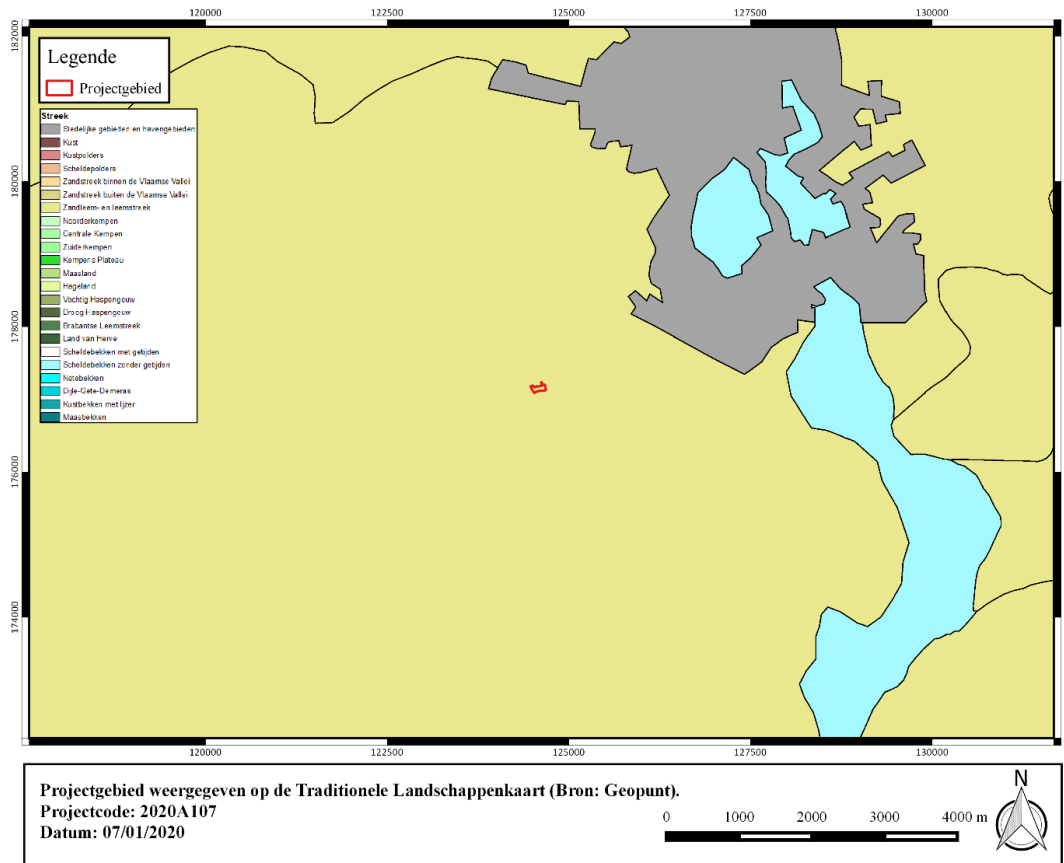 120000 122500 125000 127500 130000
182000
180000
178000
176000
174000
Legende
Projectgebied
Streek
Stedelijke gebieden en havengebieden
Kust
Kustpolders
Scheldepolders
Zandstreek binnen de Vlaamse Vallei
Zandstreek buiten de Vlaamse Vallei
Zandleem- en leemstreek
Noorderkempen
Centrale Kempen
Zuiderkempen
Kempens Plateau
Maasland
Hageland
Vochtig Haspengouw
Droog Haspengouw
Brabantse Leemstreek
Land van Herve
Scheldebekken met getijden
Scheldebekken zonder getijden
Netebekken
Dijle-Gete-Demeras
Kustbekken met Ijzer
Maasbekken
120000 122500 125000 127500 130000
Projectgebied weergegeven op de Traditionele Landschappenkaart (Bron: Geopunt).
Projectcode: 2020A107
Datum: 07/01/2020
0 1000 2000 3000 4000 m
N